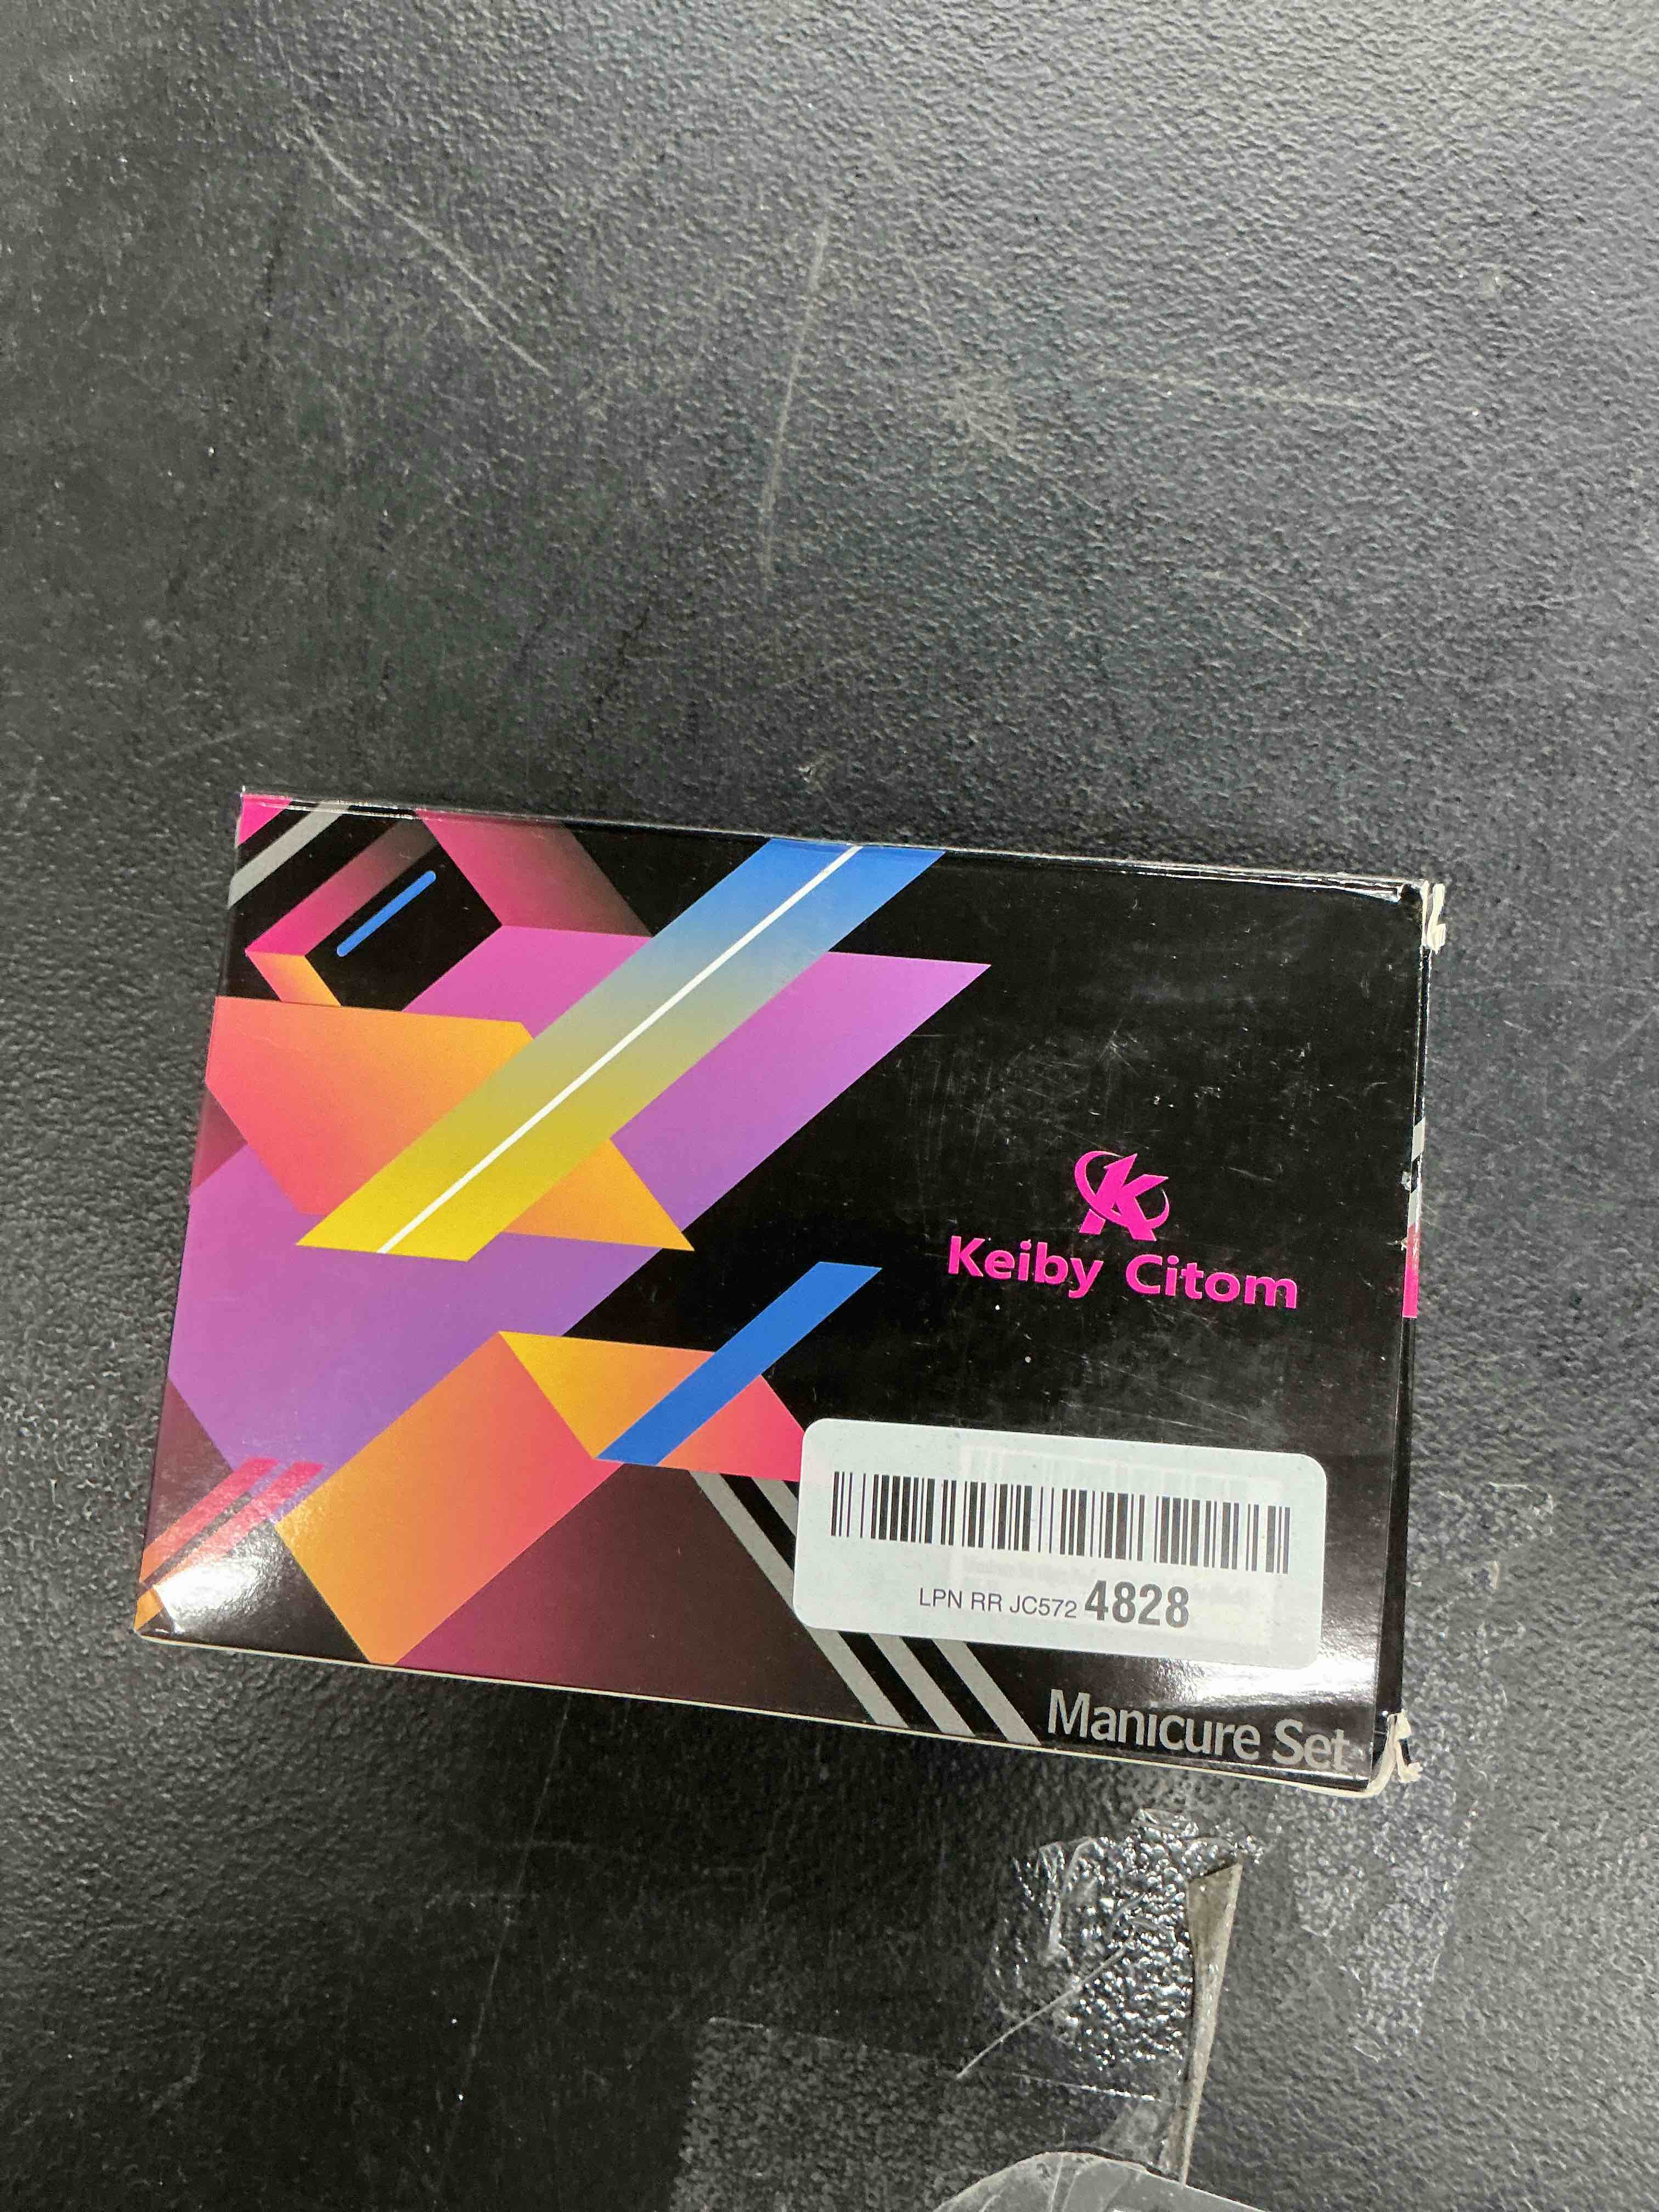 Keiby Citom
LPN RR JC572 4828
Manicure Set